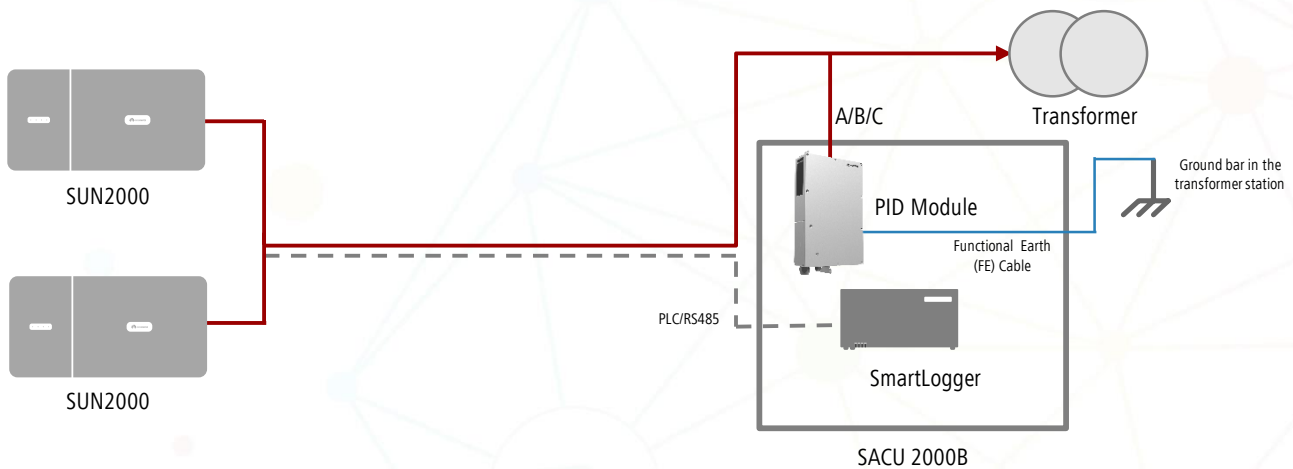 SUN2000
SUN2000
A/B/C
Transformer
Ground bar in the
transformer station
PID Module
Functional Earth
(FE) Cable
PLC/RS485
SmartLogger
SACU 2000B